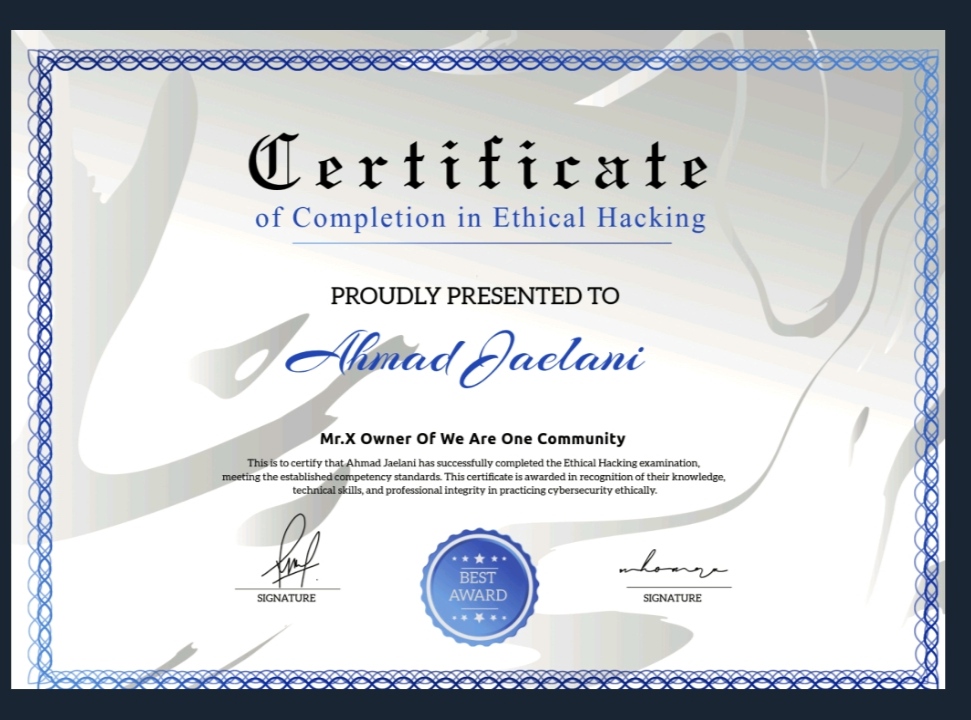 Certificate
of Completion in Ethical Hacking
PROUDLY PRESENTED TO
Ahmad Jaelani
Mr.X Owner Of We Are One Community
This is to certify that Ahmad Jaelani has successfully completed the Ethical Hacking examination,
meeting the established competency standards. This certificate is awarded in recognition of their knowledge,
technical skills, and professional integrity in practicing cybersecurity ethically.
BEST
AWARD
SIGNATURE
SIGNATURE